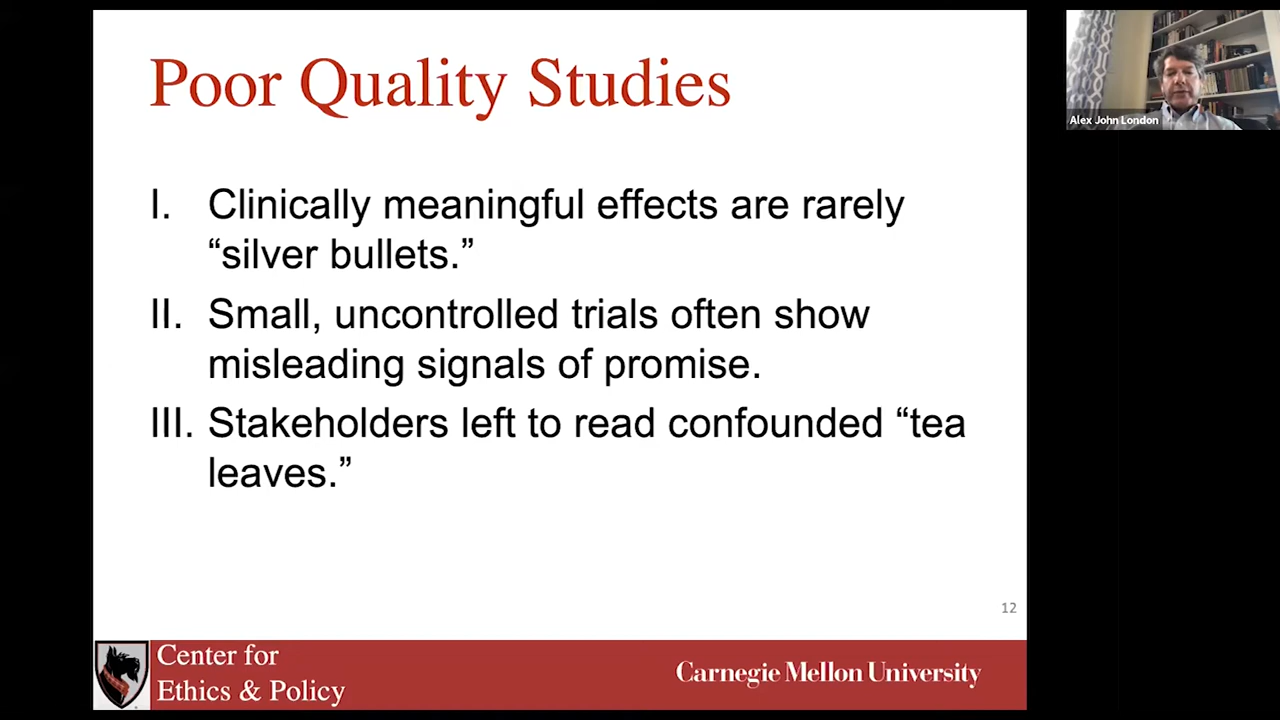 Poor Quality Studies
I. Clinically meaningful effects are rarely
“silver bullets.”
II. Small, uncontrolled trials often show
misleading signals of promise.
III. Stakeholders left to read confounded “tea
leaves.”
12
Center for
Ethics & Policy
Carnegie Mellon University
Alex John London